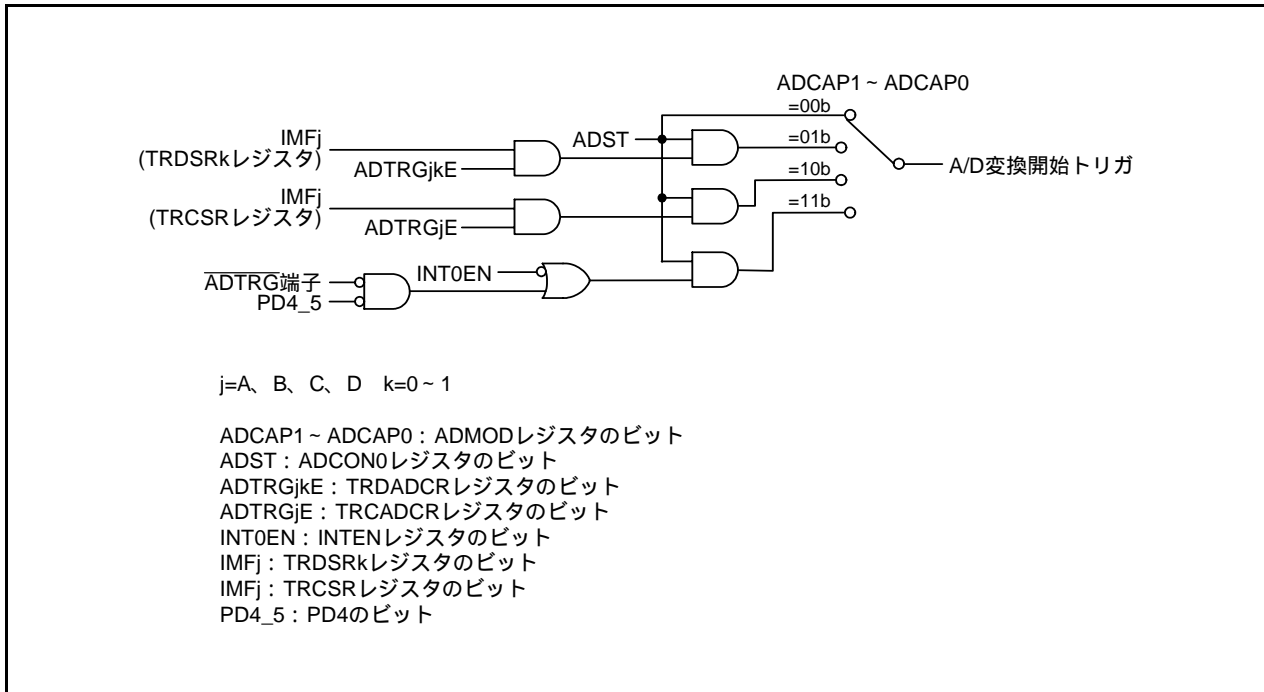 ADCAP1 ~ ADCAP0
=00b
IMFj
(TRDSRkレジスタ)
ADTRGjkE
ADST
=01b
A/D変換開始トリガ
=10b
IMFj
(TRCSRレジスタ)
ADTRGjE
=11b
ADTRG端子
PD4_5
INT0EN
j=A、B、C、D k=0 ~ 1
ADCAP1 ~ ADCAP0：ADMODレジスタのビット
ADST：ADCON0レジスタのビット
ADTRGjkE：TRDADCRレジスタのビット
ADTRGjE：TRCADCRレジスタのビット
INT0EN：INTENレジスタのビット
IMFj：TRDSRkレジスタのビット
IMFj：TRCSRレジスタのビット
PD4_5：PD4のビット